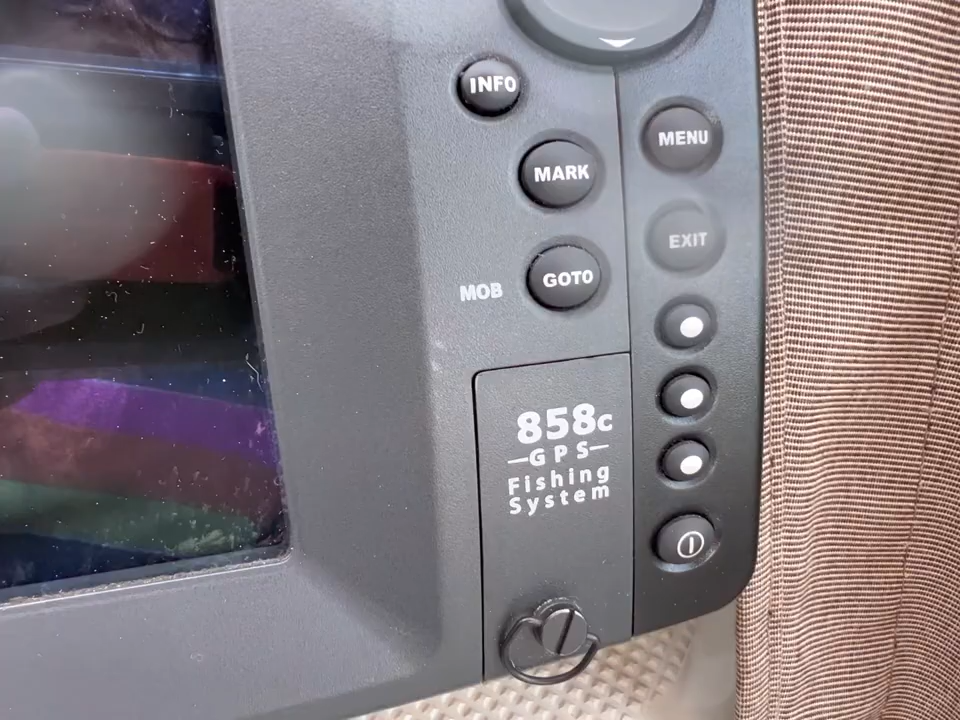 INFO
MENU
MARK
EXIT
MOB
GOTO
858c
GPS
Fishing
System